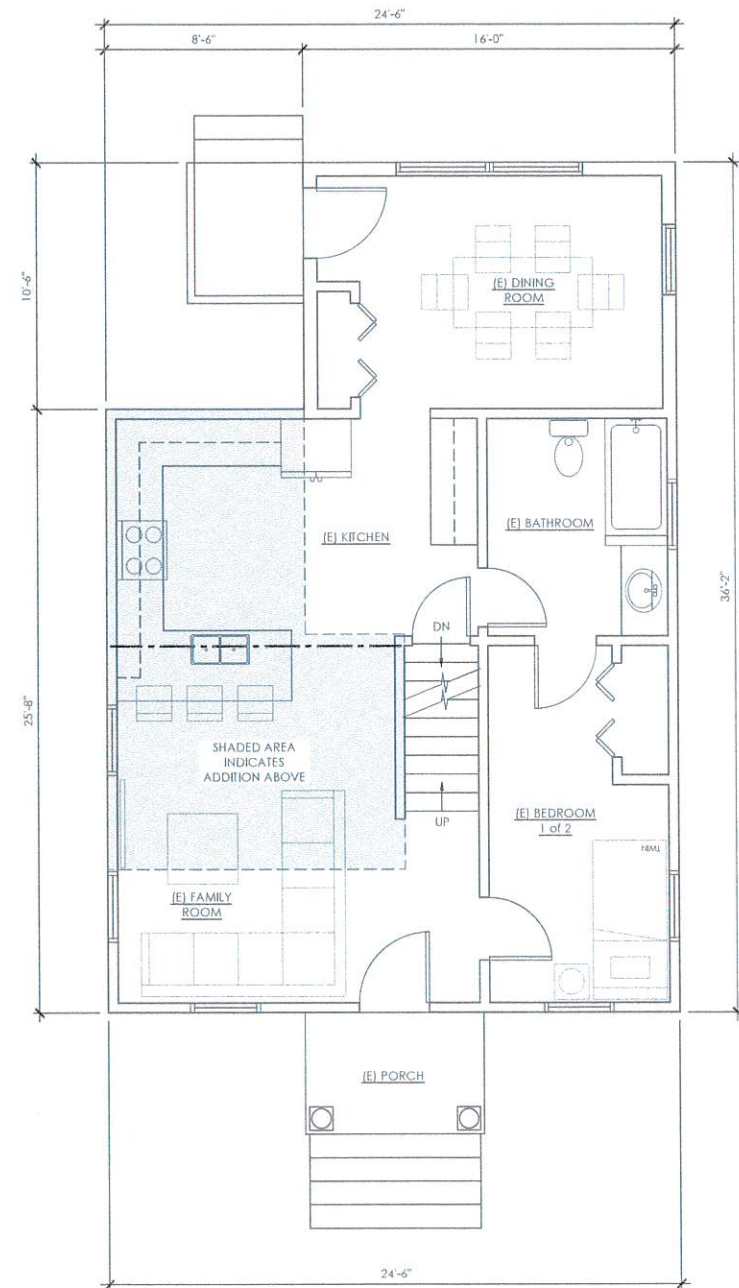 24'-6"
8'-6"
16'-0"
10'-6"
(E) DINING
ROOM
(E) KITCHEN
(E) BATHROOM
36'-2"
DN
25'-8"
SHADED AREA
INDICATES
ADDITION ABOVE
UP
(E) BEDROOM
1 of 2
TWIN
(E) FAMILY
ROOM
(E) PORCH
24'-6"